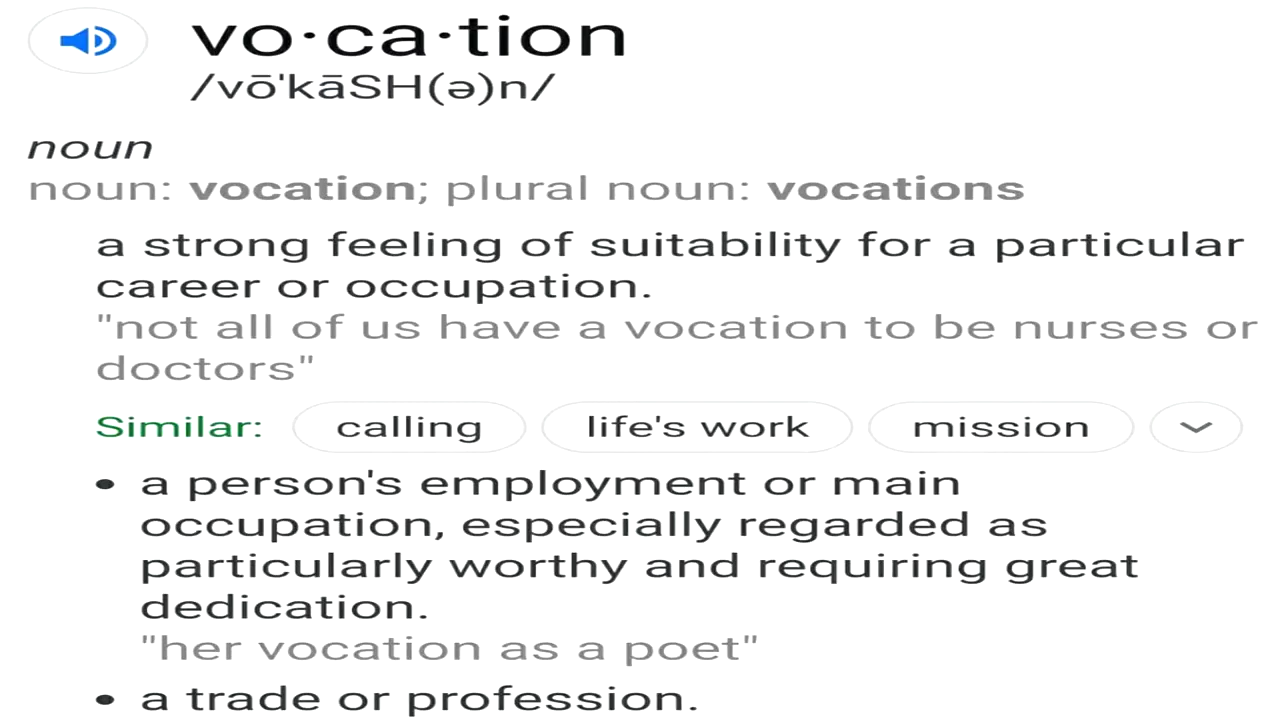 vo·ca·tion
/vōˈkāSH(ə)n/
noun
noun: vocation; plural noun: vocations
a strong feeling of suitability for a particular
career or occupation.
"not all of us have a vocation to be nurses or
doctors"
Similar: calling life's work mission
• a person's employment or main
occupation, especially regarded as
particularly worthy and requiring great
dedication.
"her vocation as a poet"
• a trade or profession.